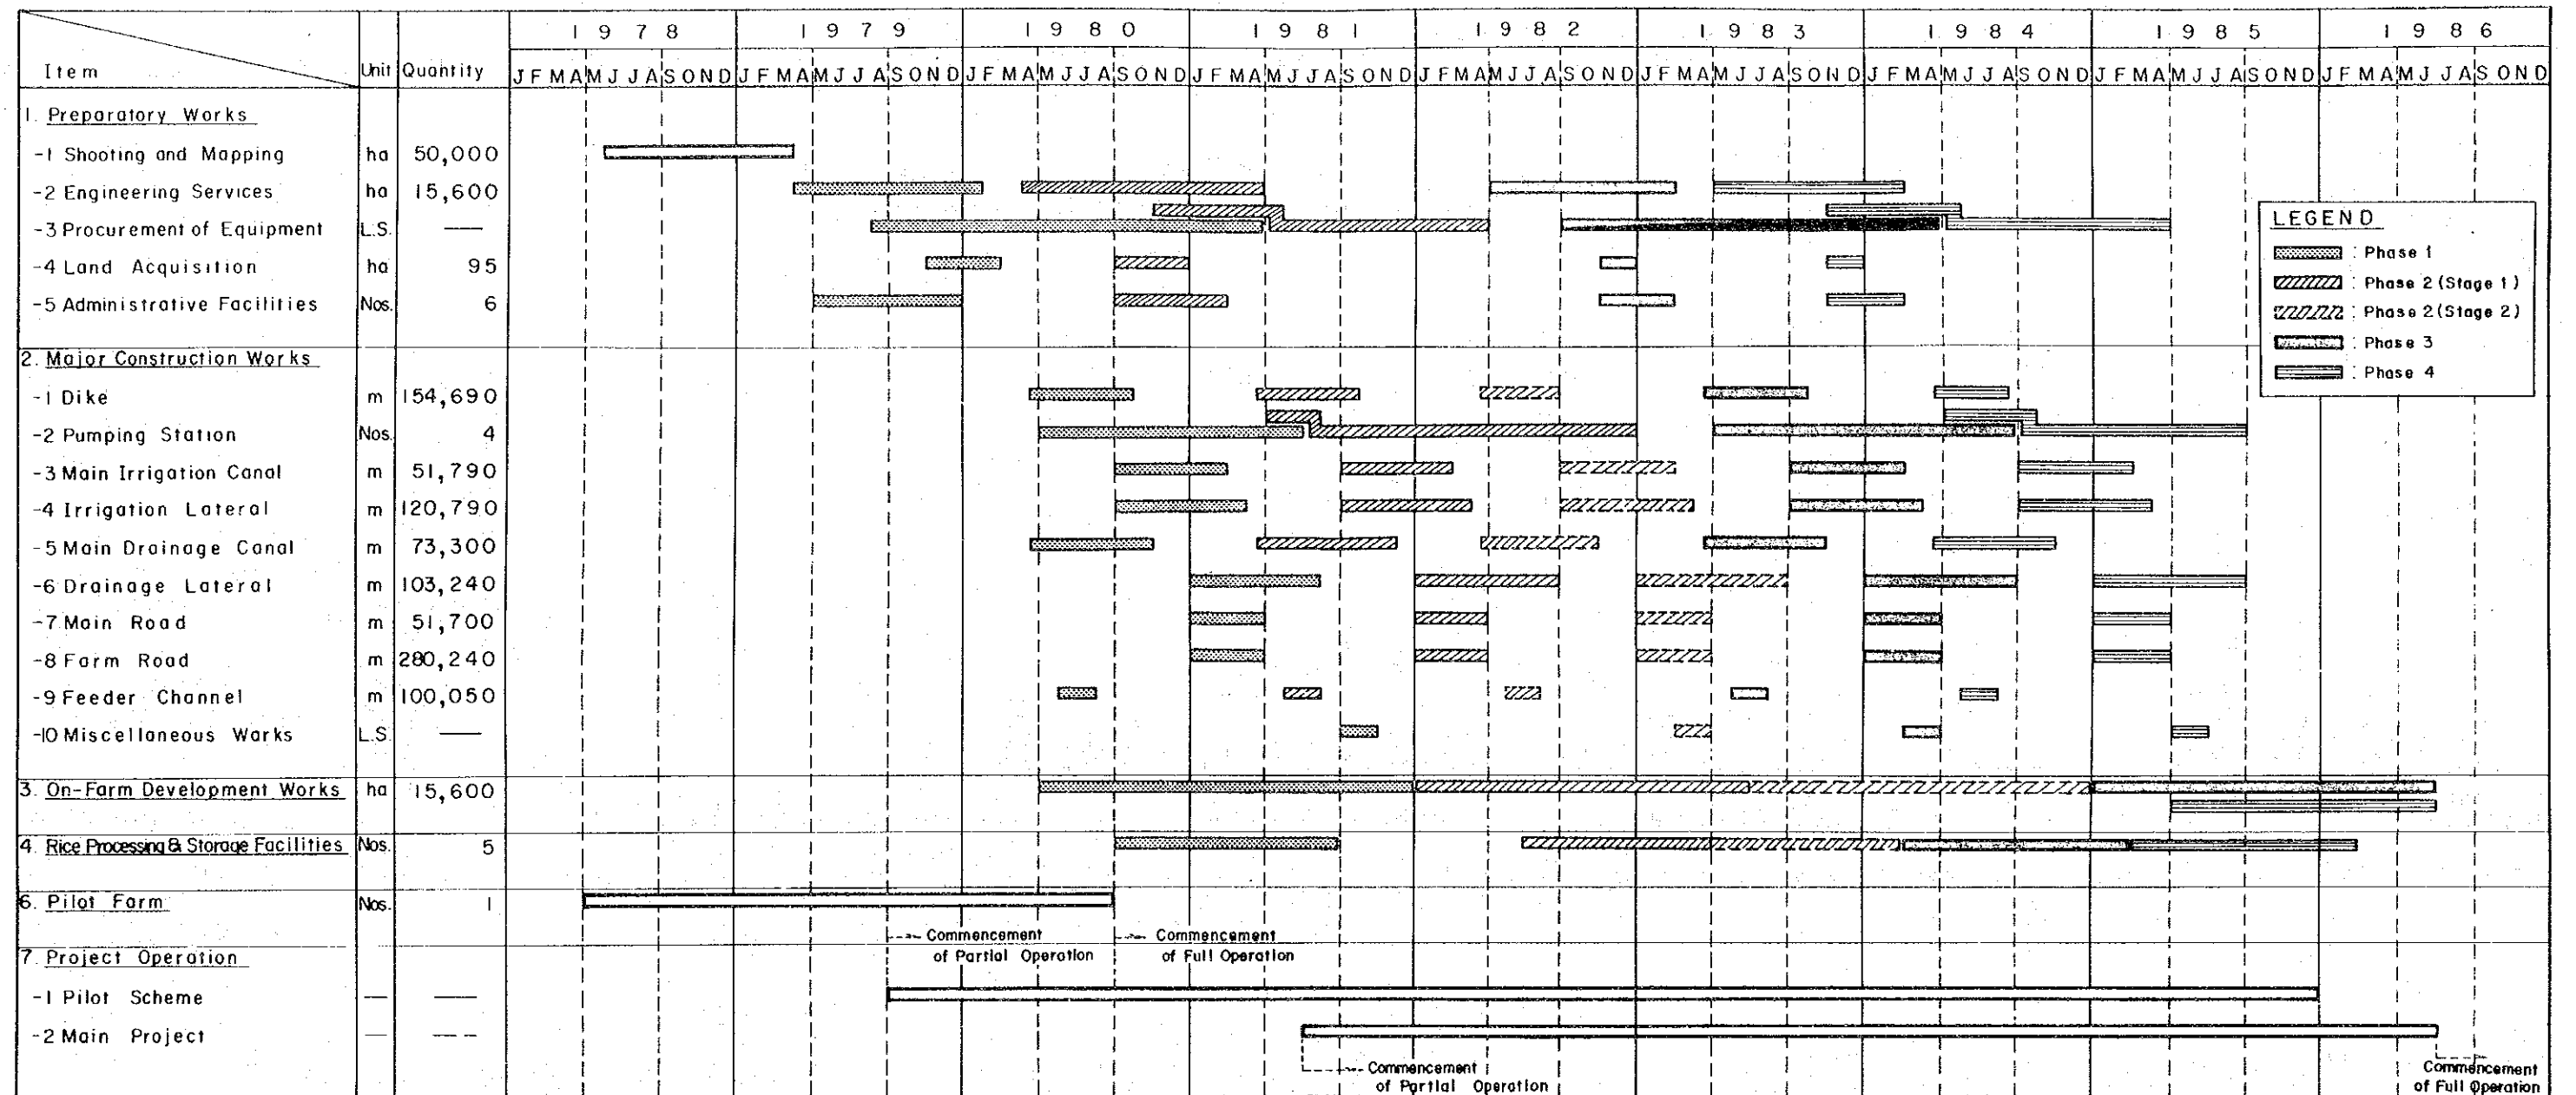 1978 1979 1980 1981 1982 1983 1984 1985 1986
Item Unit Quantity J F M A M J J A S O N D J F M A M J J A S O N D J F M A M J J A S O N D J F M A M J J A S O N D J F M A M J J A S O N D J F M A M J J A S O N D J F M A M J J A S O N D J F M A M J J A S O N D J F M A M J J A S O N D
1. Preparatory Works
-1 Shooting and Mapping ha 50,000
-2 Engineering Services ha 15,600
-3 Procurement of Equipment L.S. —
-4 Land Acquisition ha 95
-5 Administrative Facilities Nos. 6
LEGEND
: Phase 1
: Phase 2 (Stage 1)
: Phase 2 (Stage 2)
: Phase 3
: Phase 4
2. Major Construction Works
-1 Dike m 154,690
-2 Pumping Station Nos. 4
-3 Main Irrigation Canal m 51,790
-4 Irrigation Lateral m 120,790
-5 Main Drainage Canal m 73,300
-6 Drainage Lateral m 103,240
-7 Main Road m 51,700
-8 Farm Road m 280,240
-9 Feeder Channel m 100,050
-10 Miscellaneous Works L.S. —
3. On-Farm Development Works ha 15,600
4. Rice Processing & Storage Facilities Nos. 5
6. Pilot Farm Nos. 1
Commencement
of Partial Operation
Commencement
of Full Operation
7. Project Operation
-1 Pilot Scheme — —
-2 Main Project — —
Commencement
of Partial Operation
Commencement
of Full Operation